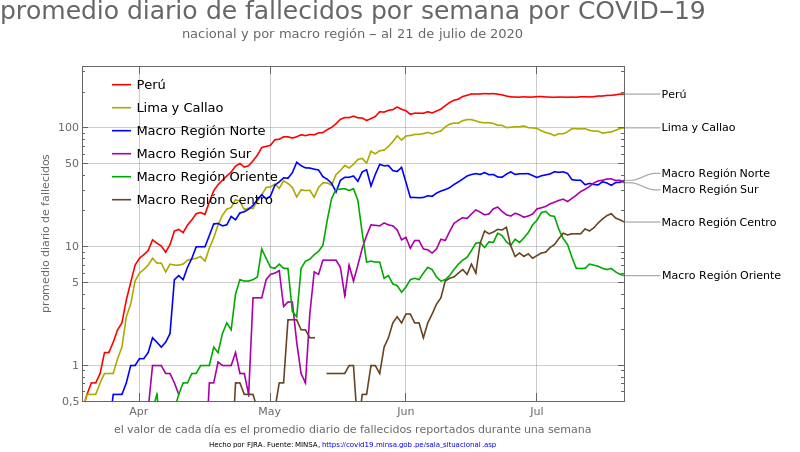 promedio diario de fallecidos por semana por COVID–19
nacional y por macro región – al 21 de julio de 2020
promedio diario de fallecidos
100
50
10
5
1
0,5
Perú
Lima y Callao
Macro Región Norte
Macro Región Sur
Macro Región Oriente
Macro Región Centro
Perú
Lima y Callao
Macro Región Norte
Macro Región Sur
Macro Región Centro
Macro Región Oriente
Apr May Jun Jul
el valor de cada día es el promedio diario de fallecidos reportados durante una semana
Hecho por FJRA. Fuente: MINSA, https://covid19.minsa.gob.pe/sala_situacional .asp